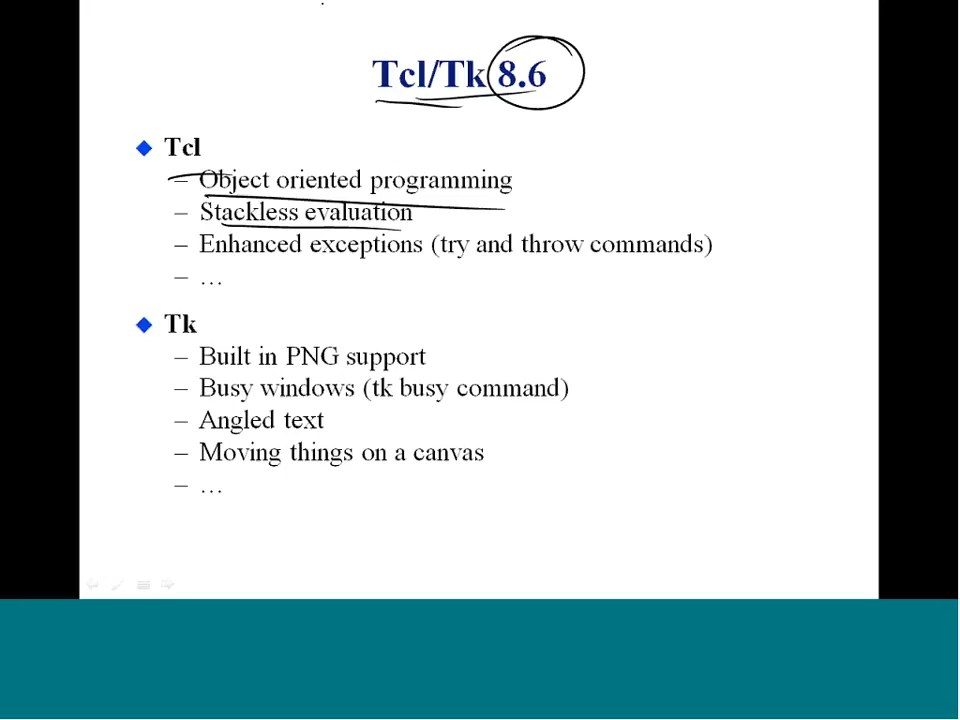 Tcl/Tk 8.6
Tcl
– Object oriented programming
– Stackless evaluation
– Enhanced exceptions (try and throw commands)
– …
Tk
– Built in PNG support
– Busy windows (tk busy command)
– Angled text
– Moving things on a canvas
– …